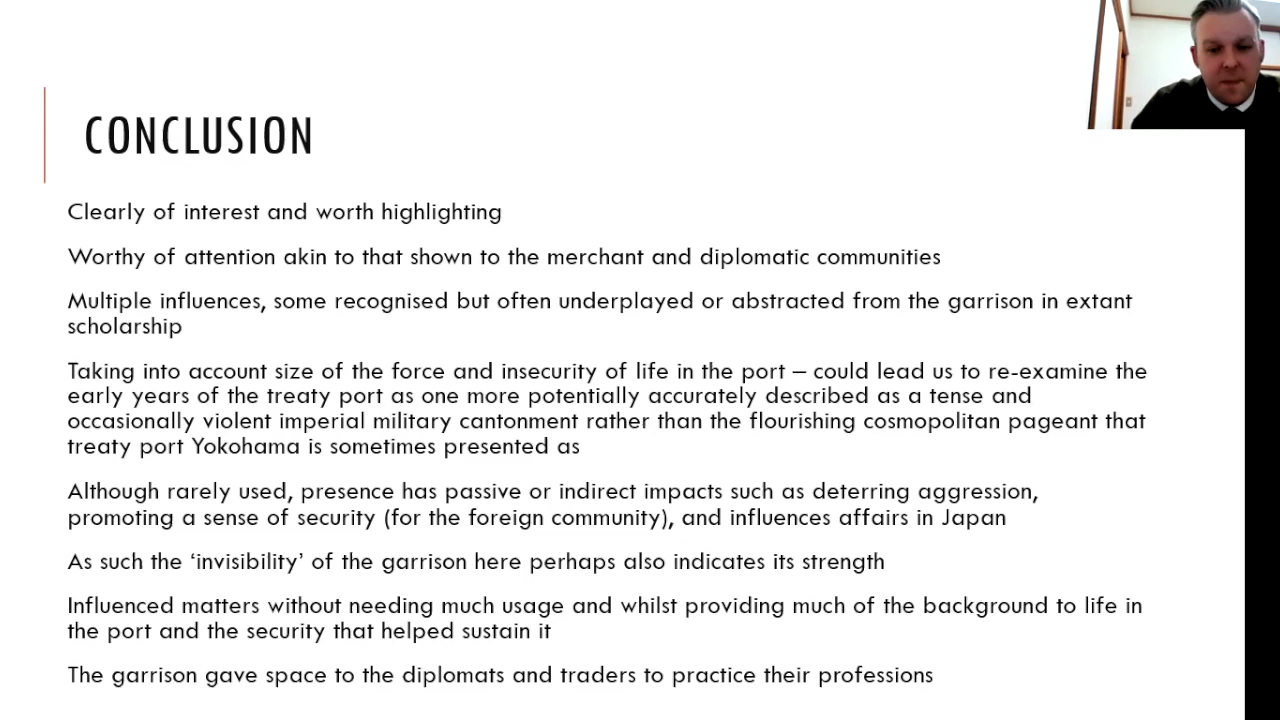 CONCLUSION
Clearly of interest and worth highlighting
Worthy of attention akin to that shown to the merchant and diplomatic communities
Multiple influences, some recognised but often underplayed or abstracted from the garrison in extant
scholarship
Taking into account size of the force and insecurity of life in the port – could lead us to re-examine the
early years of the treaty port as one more potentially accurately described as a tense and
occasionally violent imperial military cantonment rather than the flourishing cosmopolitan pageant that
treaty port Yokohama is sometimes presented as
Although rarely used, presence has passive or indirect impacts such as deterring aggression,
promoting a sense of security (for the foreign community), and influences affairs in Japan
As such the ‘invisibility’ of the garrison here perhaps also indicates its strength
Influenced matters without needing much usage and whilst providing much of the background to life in
the port and the security that helped sustain it
The garrison gave space to the diplomats and traders to practice their professions